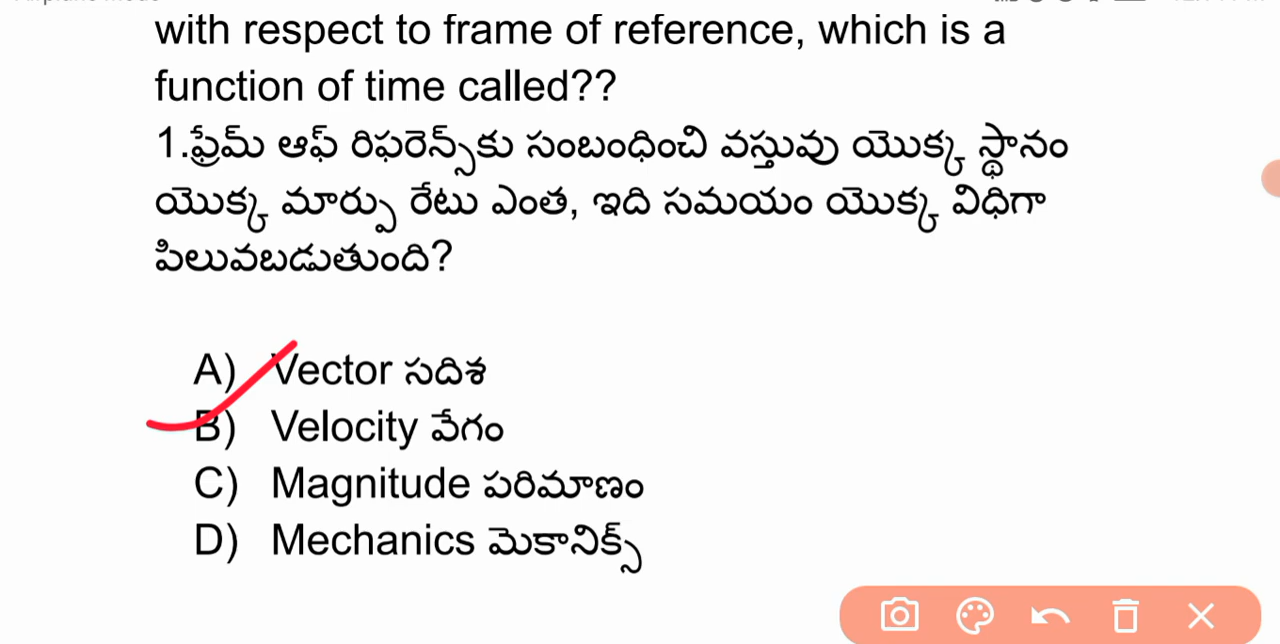 with respect to frame of reference, which is a
function of time called??
1.ఫ్రేమ్ ఆఫ్ రిఫరెన్స్‌కు సంబంధించి వస్తువు యొక్క స్థానం
యొక్క మార్పు రేటు ఎంత, ఇది సమయం యొక్క విధిగా
పిలువబడుతుంది?
A) Vector సదిశ
B) Velocity వేగం
C) Magnitude పరిమాణం
D) Mechanics మెకానిక్స్